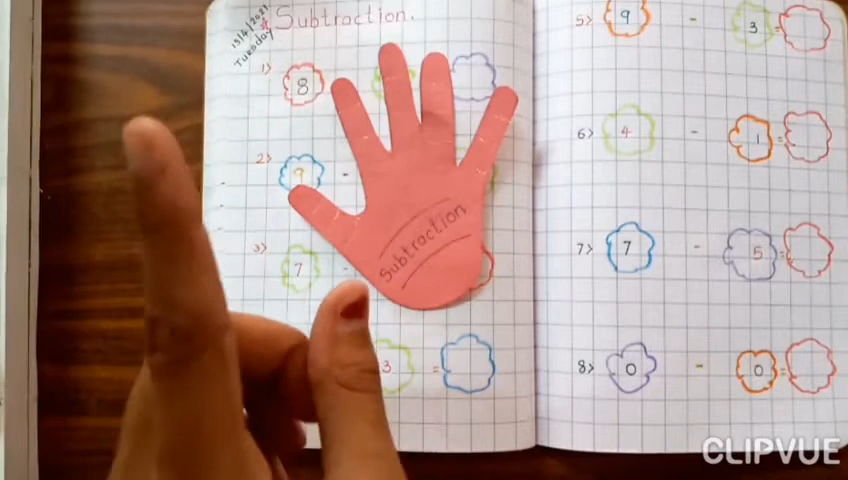 13/4/2021
Tuesday
* Subtraction.
1> 8
2> 9 -
3> 7 -
3 =
Subtraction
5> 9 - 3 =
6> 4 - 1 =
7> 7 - 5 =
8> 0 - 0 =
CLIPVUE